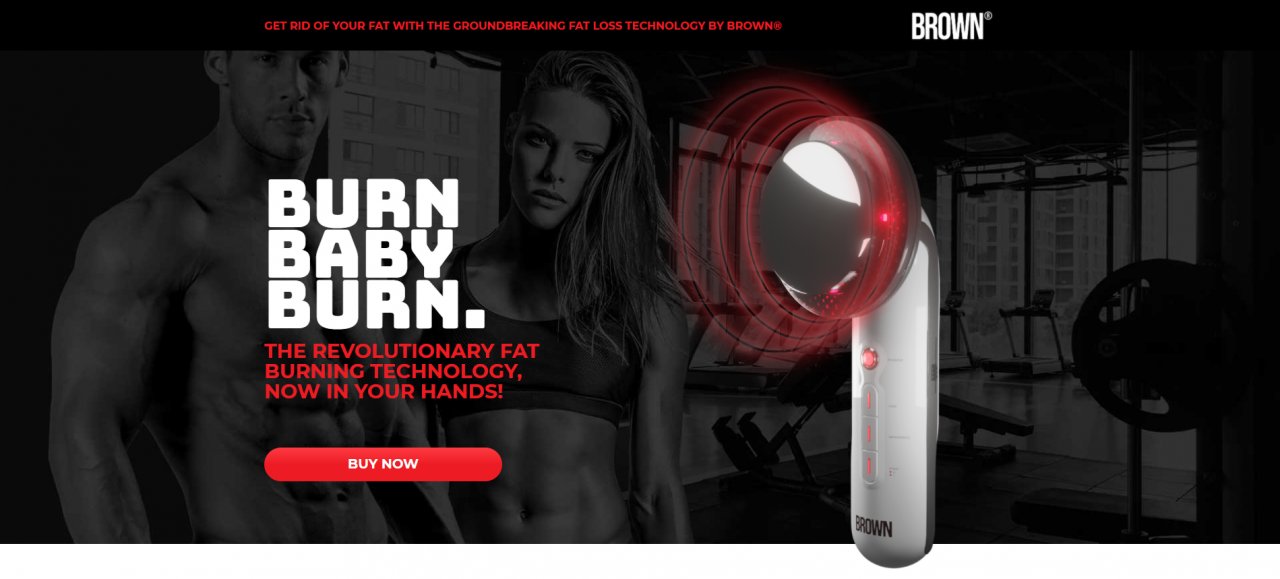 GET RID OF YOUR FAT WITH THE GROUNDBREAKING FAT LOSS TECHNOLOGY BY BROWN®
BROWN®
BURN
BABY
BURN.
THE REVOLUTIONARY FAT
BURNING TECHNOLOGY,
NOW IN YOUR HANDS!
BUY NOW
BROWN